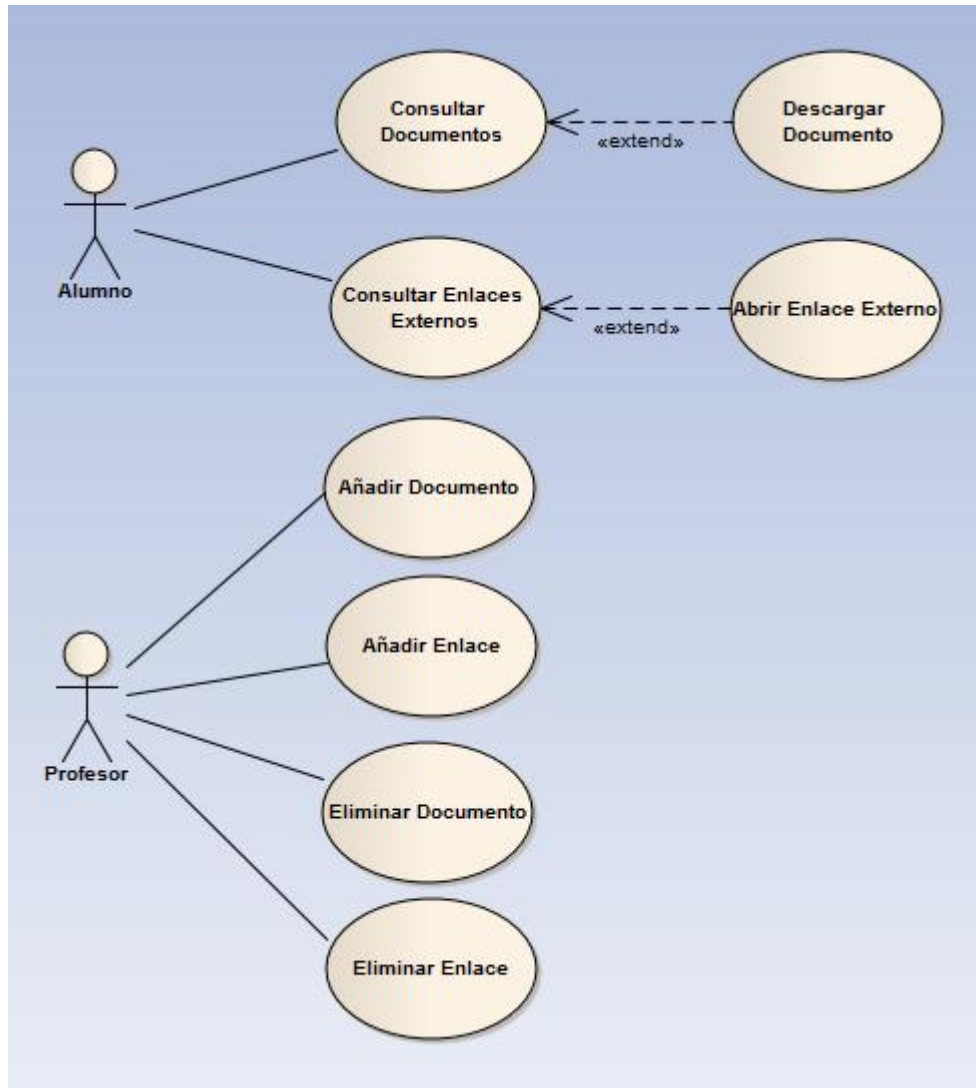 Consultar
Documentos
«extend»
Descargar
Documento
Alumno
Consultar Enlaces
Externos
«extend»
Abrir Enlace Externo
Añadir Documento
Añadir Enlace
Profesor
Eliminar Documento
Eliminar Enlace